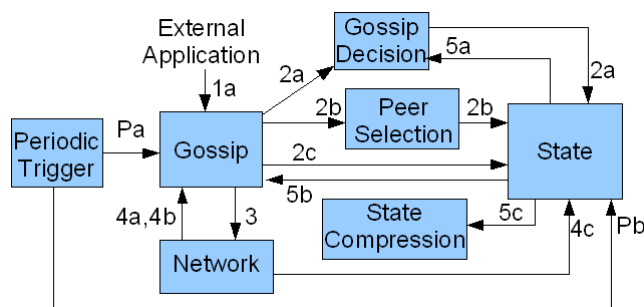 External
Application
Gossip
Decision
5a
2a
2a
1a
2b
Peer
Selection
2b
Periodic
Trigger
Pa
Gossip
2c
State
5b
4a,4b
3
State
Compression
5c
4c
Pb
Network